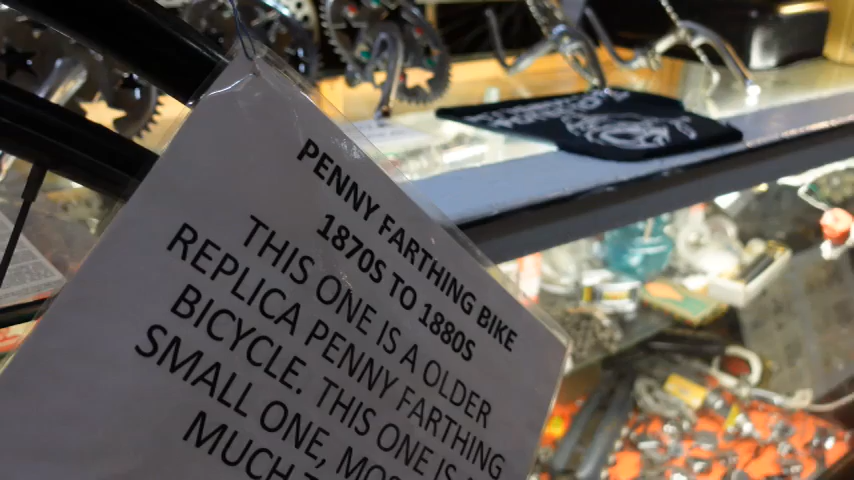 PENNY FARTHING BIKE
1870S TO 1880S
THIS ONE IS A OLDER
REPLICA PENNY FARTHING
BICYCLE. THIS ONE IS
SMALL ONE,
MUCH